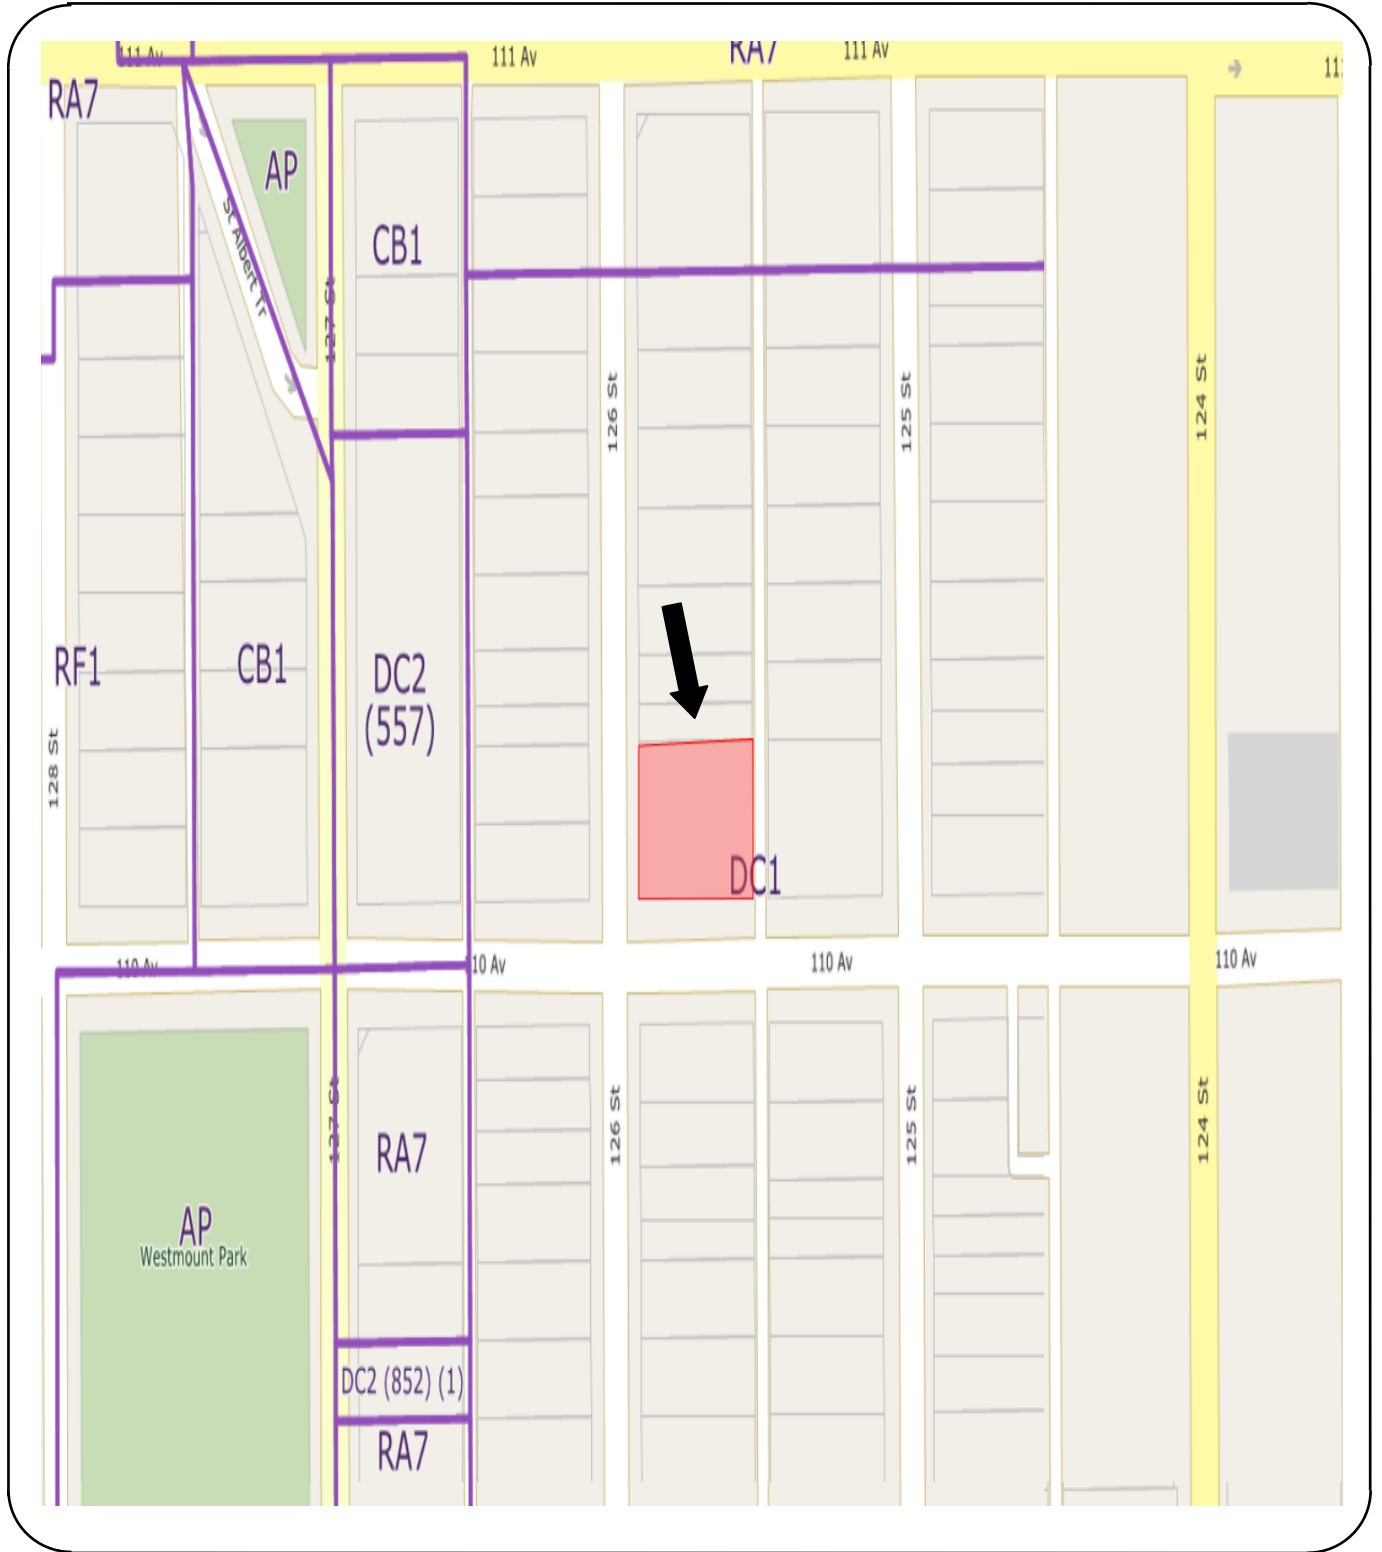 111 Av
111 Av
RA7
111 Av
RA7
AP
St Albert Tr
CB1
127 St
126 St
125 St
124 St
RF1
CB1
DC2
(557)
128 St
DC1
110 Av
10 Av
110 Av
110 Av
127 St
126 St
125 St
124 St
RA7
AP
Westmount Park
DC2 (852) (1)
RA7